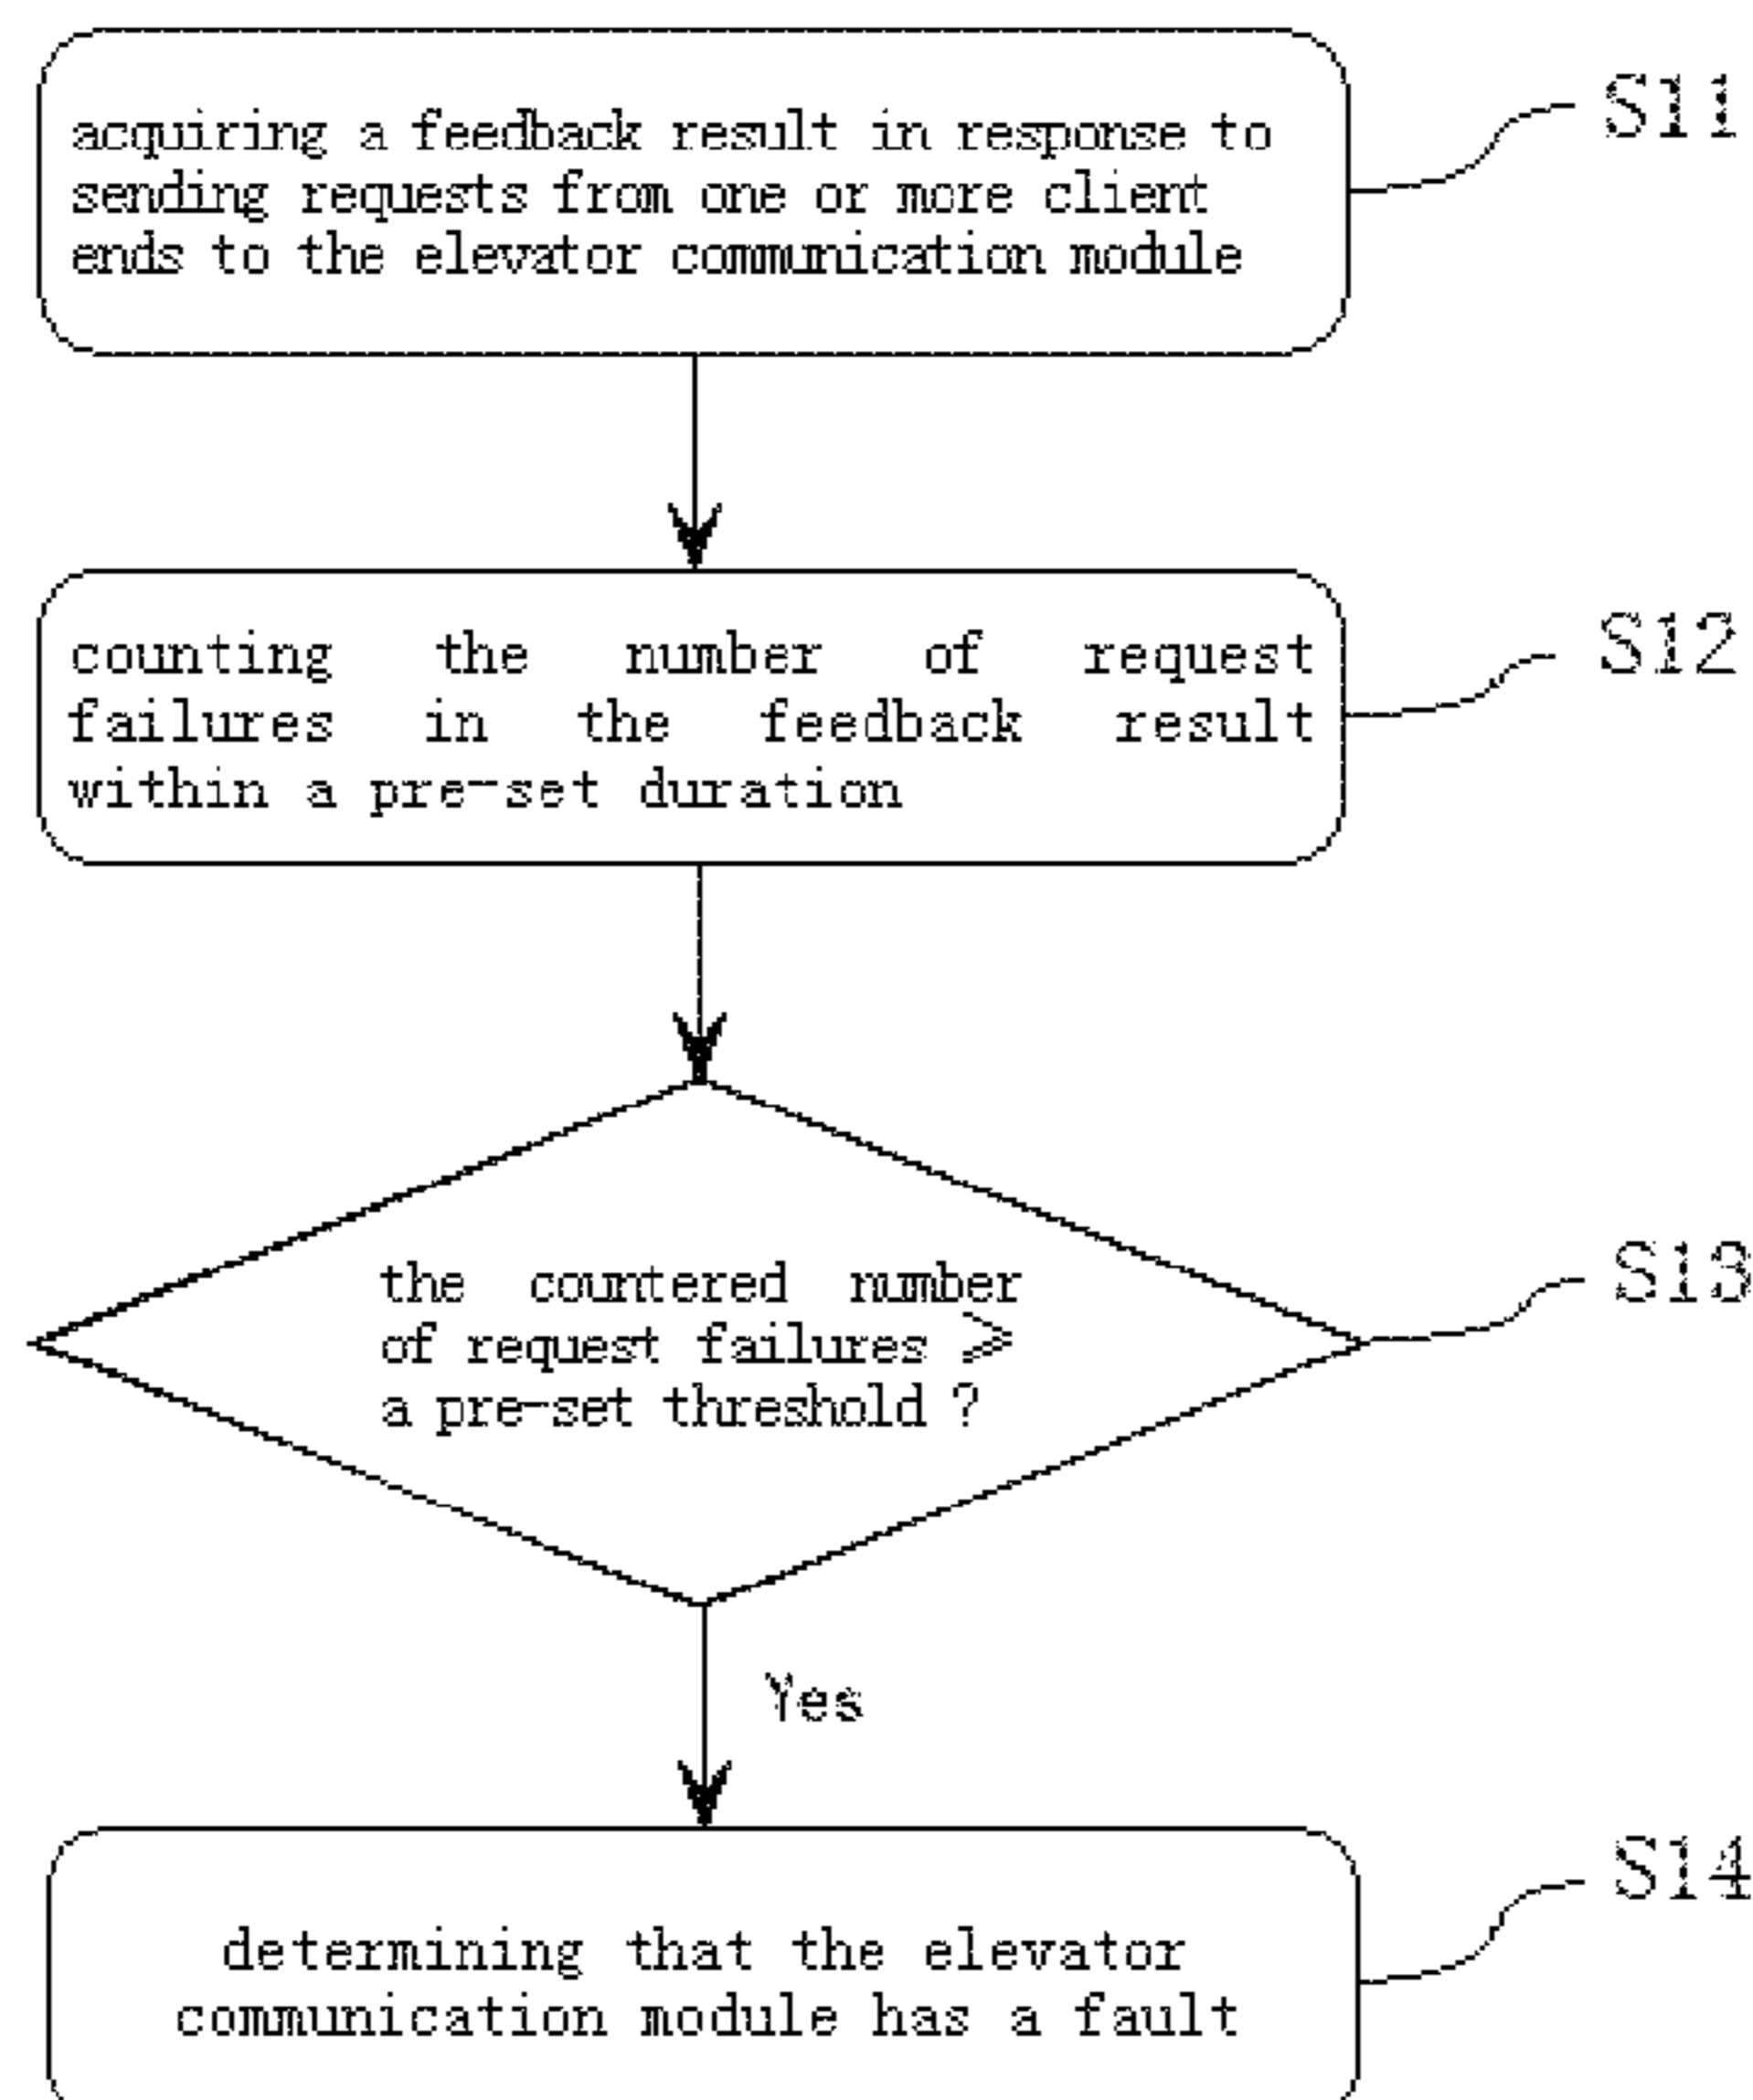 acquiring a feedback result in response to
sending requests from one or more client
ends to the elevator communication module
S11
counting the number of request
failures in the feedback result
within a pre-set duration
S12
the countered number
of request failures ⩾
a pre-set threshold ?
S13
Yes
determining that the elevator
communication module has a fault
S14